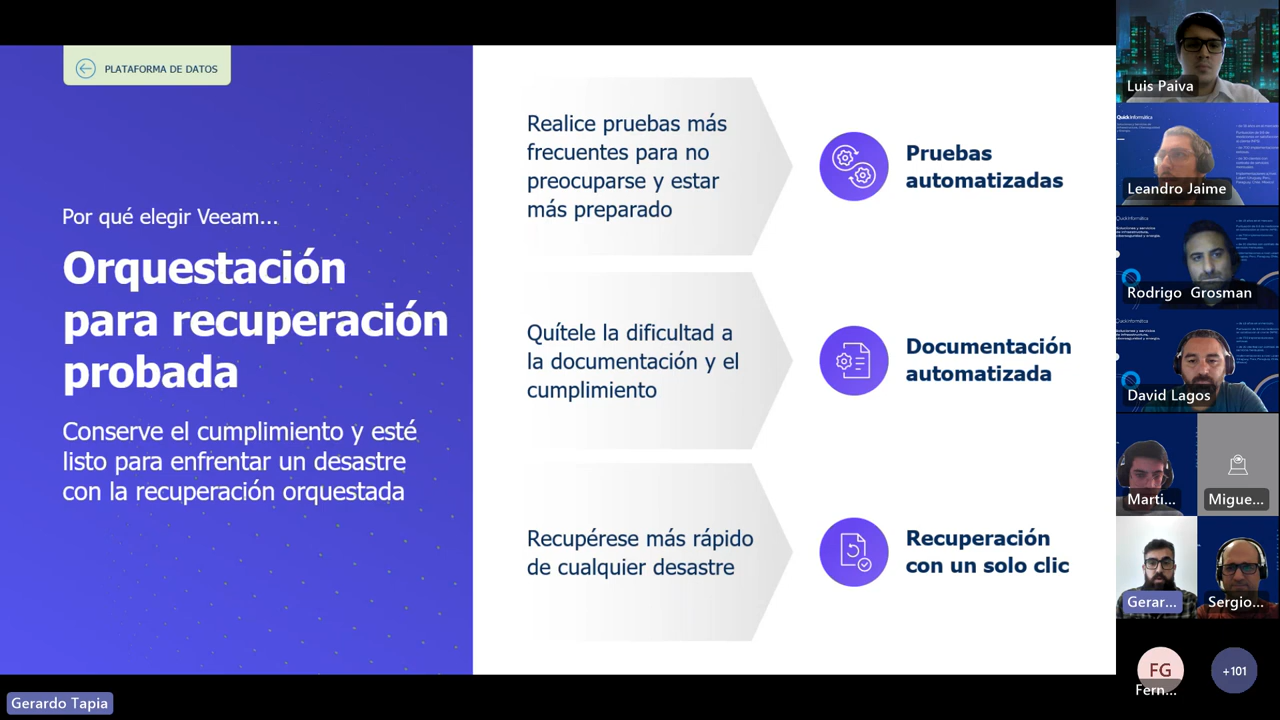 PLATAFORMA DE DATOS
Por qué elegir Veeam...
Orquestación
para recuperación
probada
Conserve el cumplimiento y esté
listo para enfrentar un desastre
con la recuperación orquestada
Realice pruebas más
frecuentes para no
preocuparse y estar
más preparado
Pruebas
automatizadas
Quítele la dificultad a
la documentación y el
cumplimiento
Documentación
automatizada
Recupérese más rápido
de cualquier desastre
Recuperación
con un solo clic
Gerardo Tapia
Luis Paiva
QuickInformática
Leandro Jaime
Rodrigo Grosman
David Lagos
Marti...
Migue...
Gerar...
Sergio...
FG
Fern...
+101